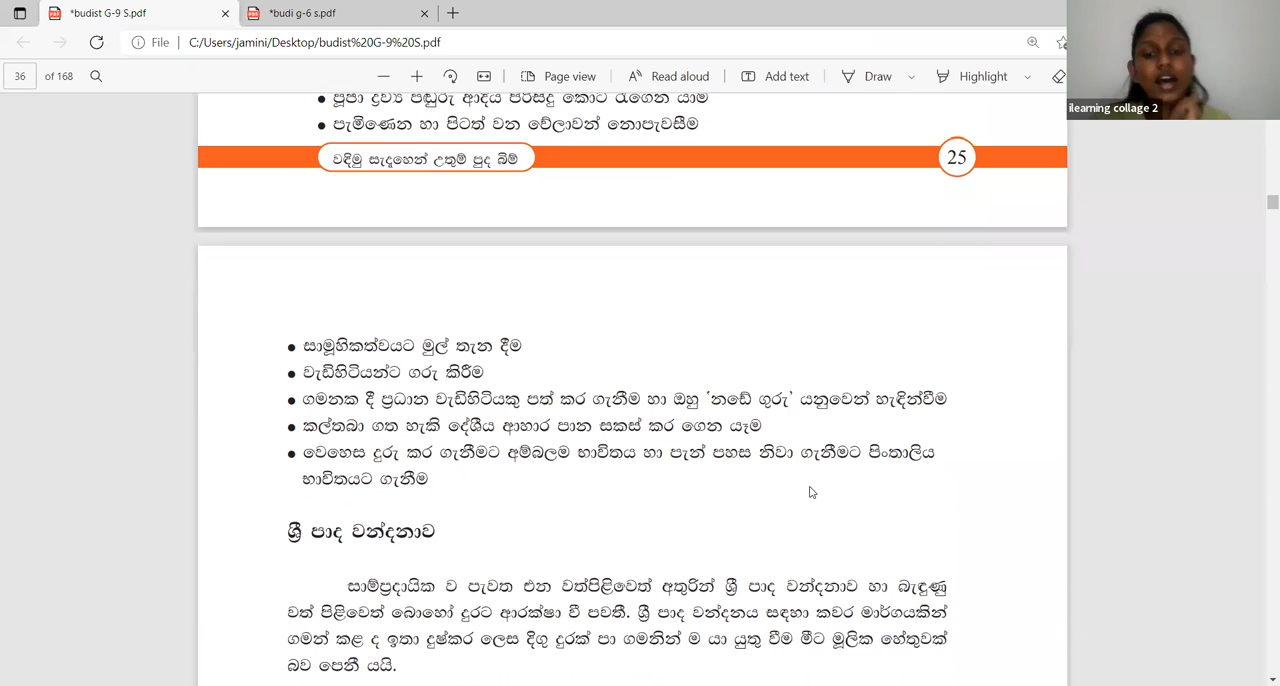 *budist G-9 S.pdf
*budi g-6 s.pdf
File
C:/Users/jamini/Desktop/budist%20G-9%20S.pdf
36
of 168
Page view
Read aloud
Add text
Draw
Highlight
ilearning collage 2
පූජා ද්‍රව්‍ය පඬුරු ආදිය පිරිසිදු කොට රැගෙන යාම
පැමිණෙන හා පිටත් වන වේලාවන් නොපැවසීම
වඳිමු සැදැහෙන් උතුම් පුද බිම්
25
සාමූහිකත්වයට මුල් තැන දීම
වැඩිහිටියන්ට ගරු කිරීම
ගමනක දී ප්‍රධාන වැඩිහිටියකු පත් කර ගැනීම හා ඔහු 'නඩේ ගුරු' යනුවෙන් හැඳින්වීම
කල්තබා ගත හැකි දේශීය ආහාර පාන සකස් කර ගෙන යෑම
වෙහෙස දුරු කර ගැනීමට අම්බලම භාවිතය හා පැන් පහස නිවා ගැනීමට පිංතාලිය
භාවිතයට ගැනීම
ශ්‍රී පාද වන්දනාව
සාම්ප්‍රදායික ව පැවත එන වත්පිළිවෙත් අතුරින් ශ්‍රී පාද වන්දනාව හා බැඳුණු
වත් පිළිවෙත් බොහෝ දුරට ආරක්ෂා වී පවතී. ශ්‍රී පාද වන්දනය සඳහා කවර මාර්ගයකින්
ගමන් කළ ද ඉතා දුෂ්කර ලෙස දිගු දුරක් පා ගමනින් ම යා යුතු වීම මීට මූලික හේතුවක්
බව පෙනී යයි.